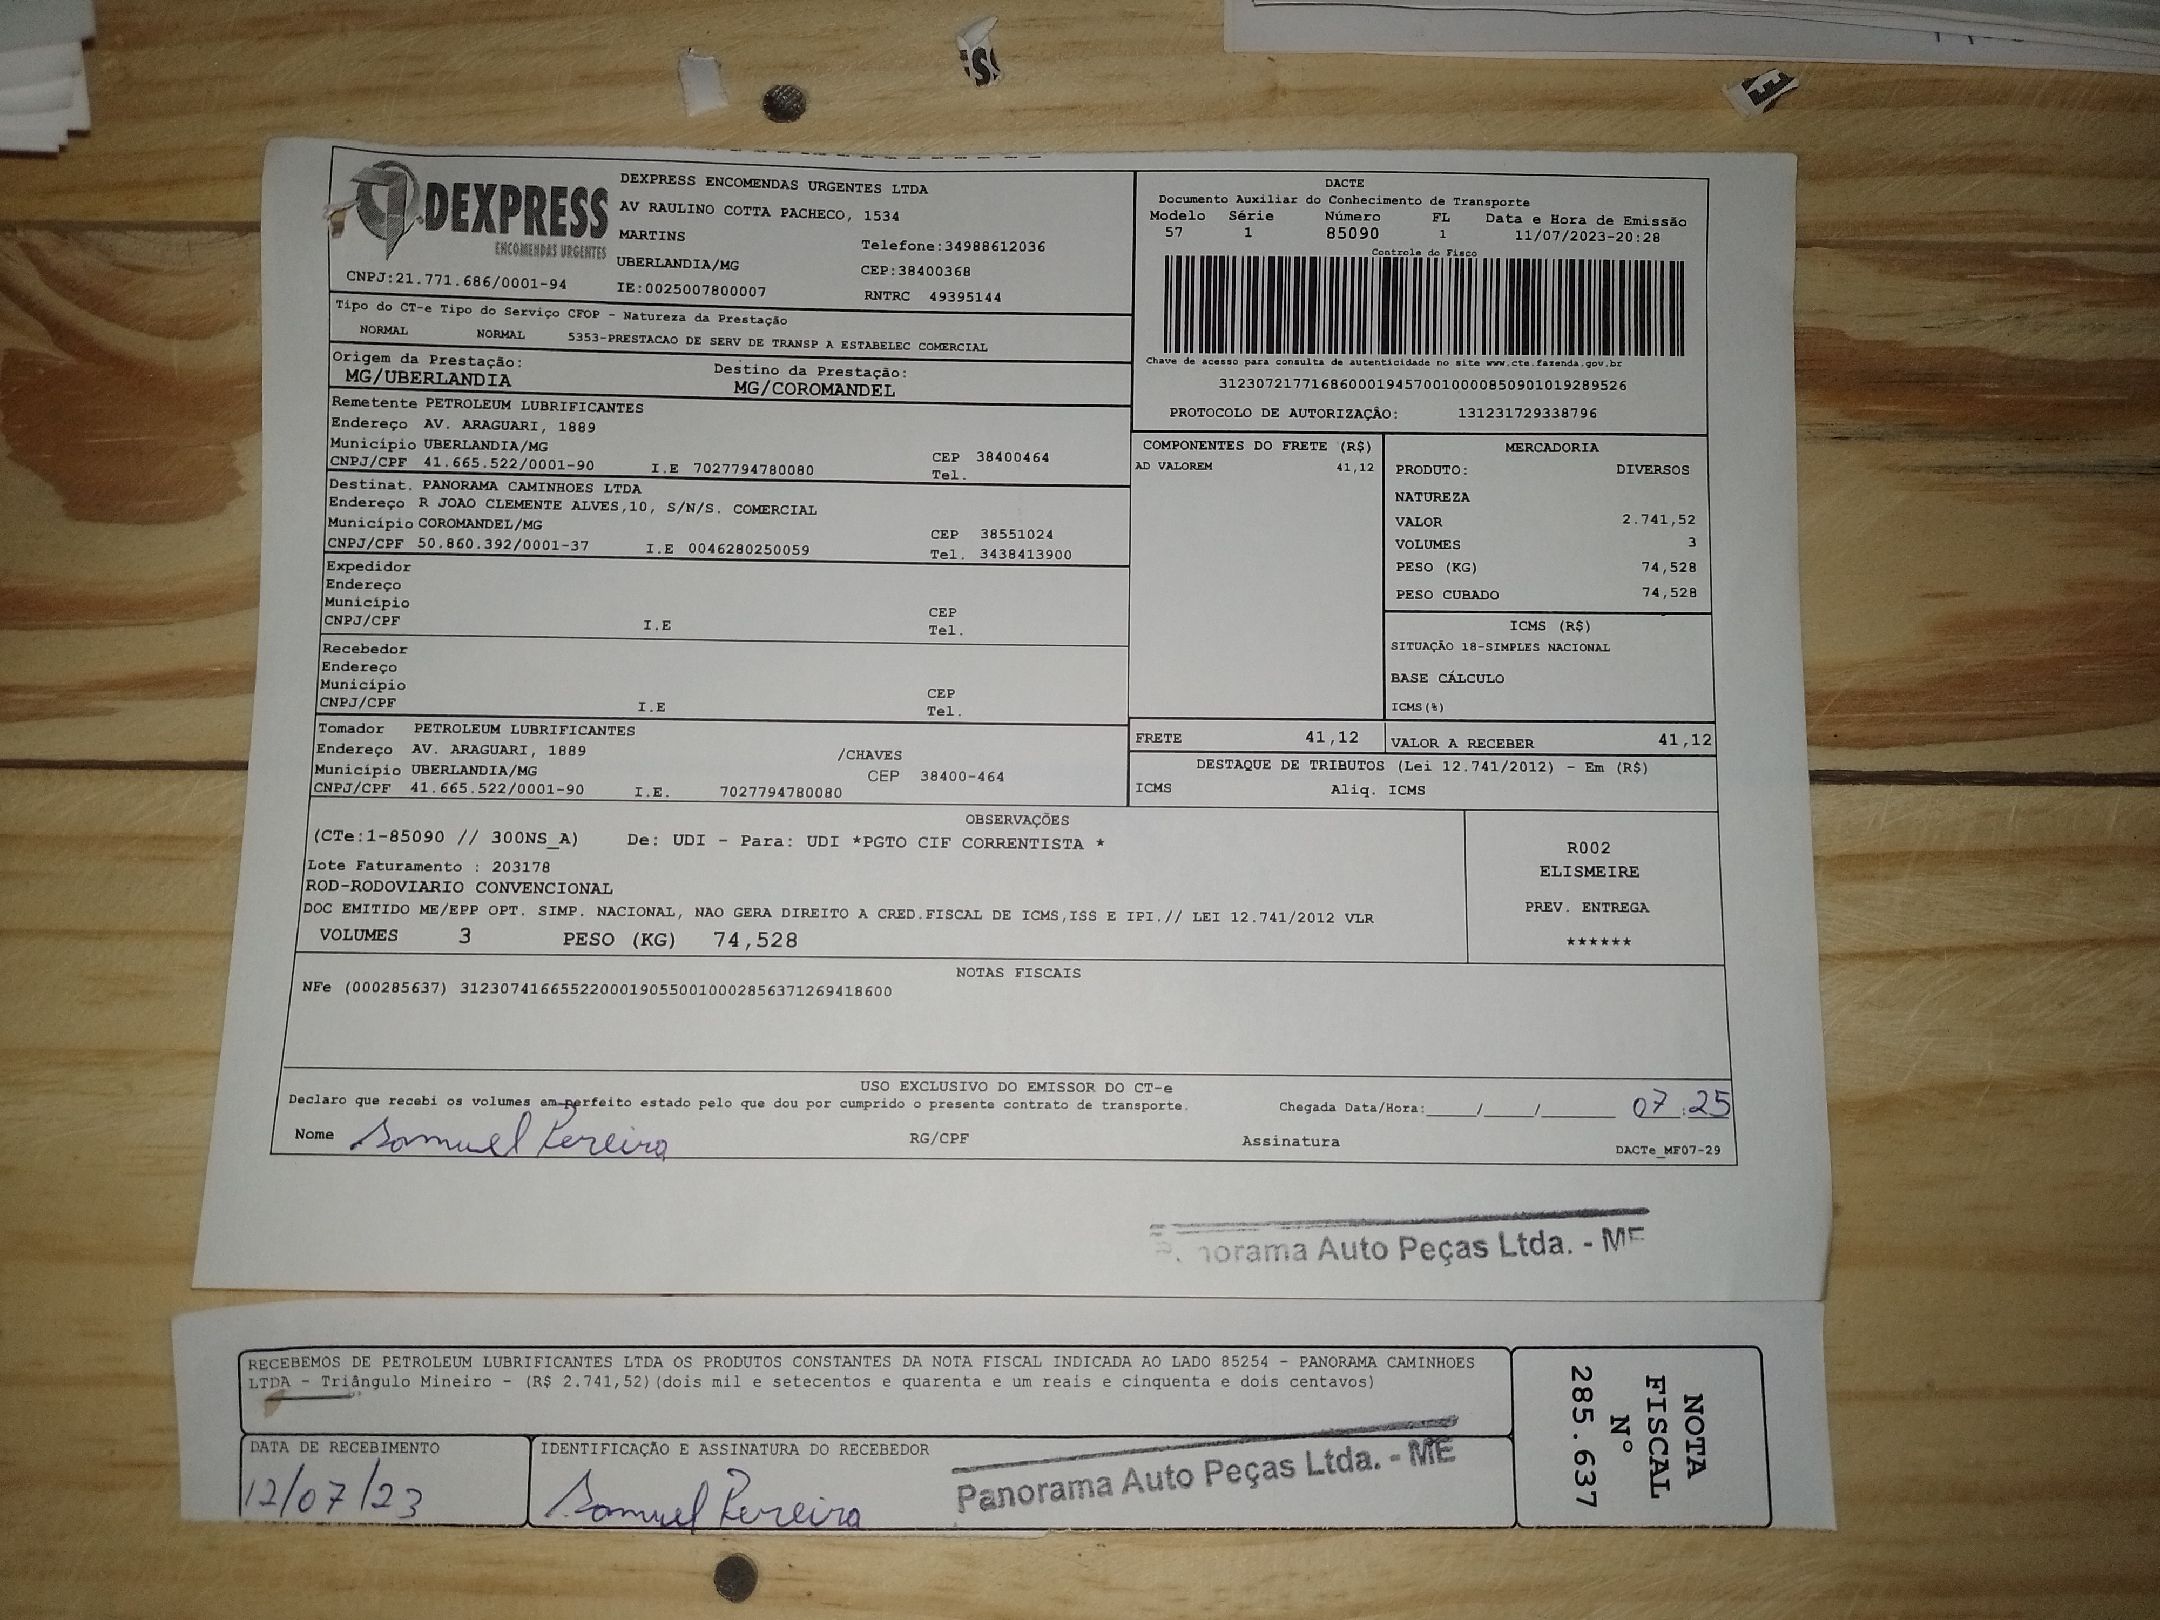 DEXPRESS
ENCOMENDAS URGENTES
CNPJ:21.771.686/0001-94
DEXPRESS ENCOMENDAS URGENTES LTDA
AV RAULINO COTTA PACHECO, 1534
MARTINS
Telefone:34988612036
UBERLANDIA/MG
CEP:38400368
IE:0025007800007
RNTRC 49395144
DACTE
Documento Auxiliar do Conhecimento de Transporte
Modelo Série Número FL Data e Hora de Emissão
57 1 85090 1 11/07/2023-20:28
Controle do Fisco
Chave de acesso para consulta de autenticidade no site www.cte.fazenda.gov.br
31230721771686000194570010000850901019289526
PROTOCOLO DE AUTORIZAÇÃO: 131231729338796
Tipo do CT-e Tipo do Serviço CFOP - Natureza da Prestação
NORMAL NORMAL 5353-PRESTACAO DE SERV DE TRANSP A ESTABELEC COMERCIAL
Origem da Prestação: Destino da Prestação:
MG/UBERLANDIA MG/COROMANDEL
Remetente PETROLEUM LUBRIFICANTES
Endereço AV. ARAGUARI, 1889
Município UBERLANDIA/MG CEP 38400464
CNPJ/CPF 41.665.522/0001-90 I.E 7027794780080 Tel.
Destinat. PANORAMA CAMINHOES LTDA
Endereço R JOAO CLEMENTE ALVES,10, S/N/S. COMERCIAL
Município COROMANDEL/MG CEP 38551024
CNPJ/CPF 50.860.392/0001-37 I.E 0046280250059 Tel. 3438413900
Expedidor
Endereço
Município CEP
CNPJ/CPF I.E Tel.
Recebedor
Endereço
Município CEP
CNPJ/CPF I.E Tel.
Tomador PETROLEUM LUBRIFICANTES
Endereço AV. ARAGUARI, 1889 /CHAVES
Município UBERLANDIA/MG CEP 38400-464
CNPJ/CPF 41.665.522/0001-90 I.E. 7027794780080
COMPONENTES DO FRETE (R$)
AD VALOREM 41,12
MERCADORIA
PRODUTO: DIVERSOS
NATUREZA
VALOR 2.741,52
VOLUMES 3
PESO (KG) 74,528
PESO CUBADO 74,528
ICMS (R$)
SITUAÇÃO 18-SIMPLES NACIONAL
BASE CÁLCULO
ICMS(%)
FRETE 41,12 VALOR A RECEBER 41,12
DESTAQUE DE TRIBUTOS (Lei 12.741/2012) - Em (R$)
ICMS Aliq. ICMS
OBSERVAÇÕES
(CTe:1-85090 // 300NS_A) De: UDI - Para: UDI *PGTO CIF CORRENTISTA *
Lote Faturamento : 203178
ROD-RODOVIARIO CONVENCIONAL
DOC EMITIDO ME/EPP OPT. SIMP. NACIONAL, NAO GERA DIREITO A CRED.FISCAL DE ICMS,ISS E IPI.// LEI 12.741/2012 VLR
VOLUMES 3 PESO (KG) 74,528
R002
ELISMEIRE
PREV. ENTREGA
******
NOTAS FISCAIS
NFe (000285637) 31230741665522000190550010002856371269418600
USO EXCLUSIVO DO EMISSOR DO CT-e
Declaro que recebi os volumes em perfeito estado pelo que dou por cumprido o presente contrato de transporte. Chegada Data/Hora:_____/_____/_______ 07:25
Nome Samuel Pereira RG/CPF Assinatura DACTe_MF07-29
Panorama Auto Peças Ltda. - ME
RECEBEMOS DE PETROLEUM LUBRIFICANTES LTDA OS PRODUTOS CONSTANTES DA NOTA FISCAL INDICADA AO LADO 85254 - PANORAMA CAMINHOES
LTDA - Triângulo Mineiro - (R$ 2.741,52) (dois mil e setecentos e quarenta e um reais e cinquenta e dois centavos)
DATA DE RECEBIMENTO
12/07/23
IDENTIFICAÇÃO E ASSINATURA DO RECEBEDOR
Samuel Pereira
Panorama Auto Peças Ltda. - ME
NOTA
FISCAL
Nº
285.637